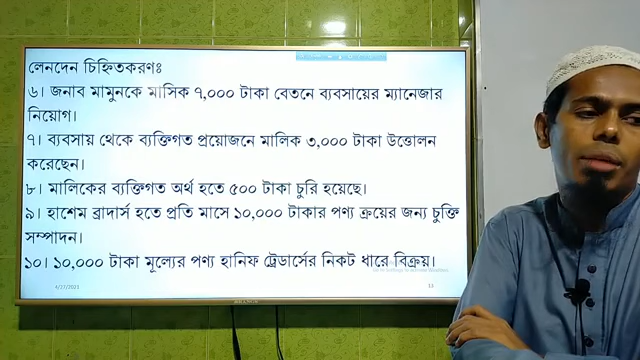 লেনদেন চিহ্নিতকরণঃ
৬। জনাব মামুনকে মাসিক ৭,০০০ টাকা বেতনে ব্যবসায়ের ম্যানেজার
নিয়োগ।
৭। ব্যবসায় থেকে ব্যক্তিগত প্রয়োজনে মালিক ৩,০০০ টাকা উত্তোলন
করেছেন।
৮। মালিকের ব্যক্তিগত অর্থ হতে ৫০০ টাকা চুরি হয়েছে।
৯। হাশেম ব্রাদার্স হতে প্রতি মাসে ১০,০০০ টাকার পণ্য ক্রয়ের জন্য চুক্তি
সম্পাদন।
১০। ১০,০০০ টাকা মূল্যের পণ্য হানিফ ট্রেডার্সের নিকট ধারে বিক্রয়।
4/27/2021
13